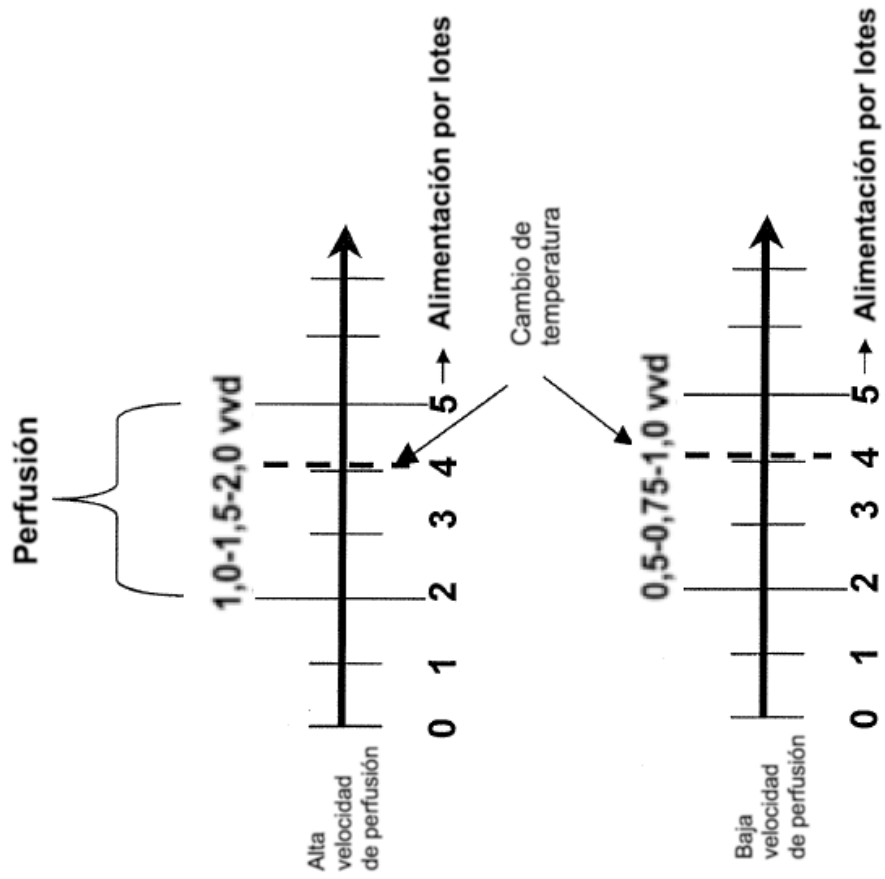 Perfusión
1,0-1,5-2,0 vvd
Alta
velocidad
de perfusión
0 1 2 3 4 5 → Alimentación por lotes
Cambio de
temperatura
0,5-0,75-1,0 vvd
Baja
velocidad
de perfusión
0 1 2 3 4 5 → Alimentación por lotes